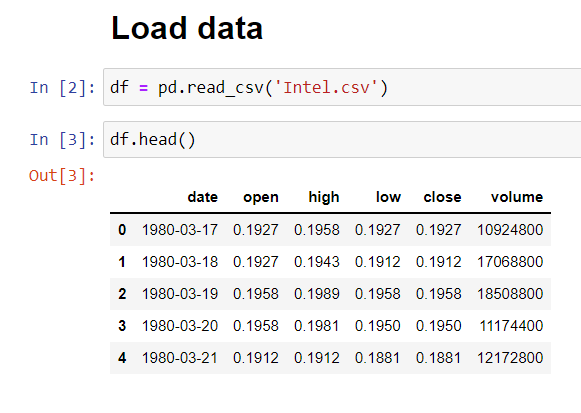 Load data
In [2]: df = pd.read_csv('Intel.csv')
In [3]: df.head()
Out[3]:
date open high low close volume
0 1980-03-17 0.1927 0.1958 0.1927 0.1927 10924800
1 1980-03-18 0.1927 0.1943 0.1912 0.1912 17068800
2 1980-03-19 0.1958 0.1989 0.1958 0.1958 18508800
3 1980-03-20 0.1958 0.1981 0.1950 0.1950 11174400
4 1980-03-21 0.1912 0.1912 0.1881 0.1881 12172800